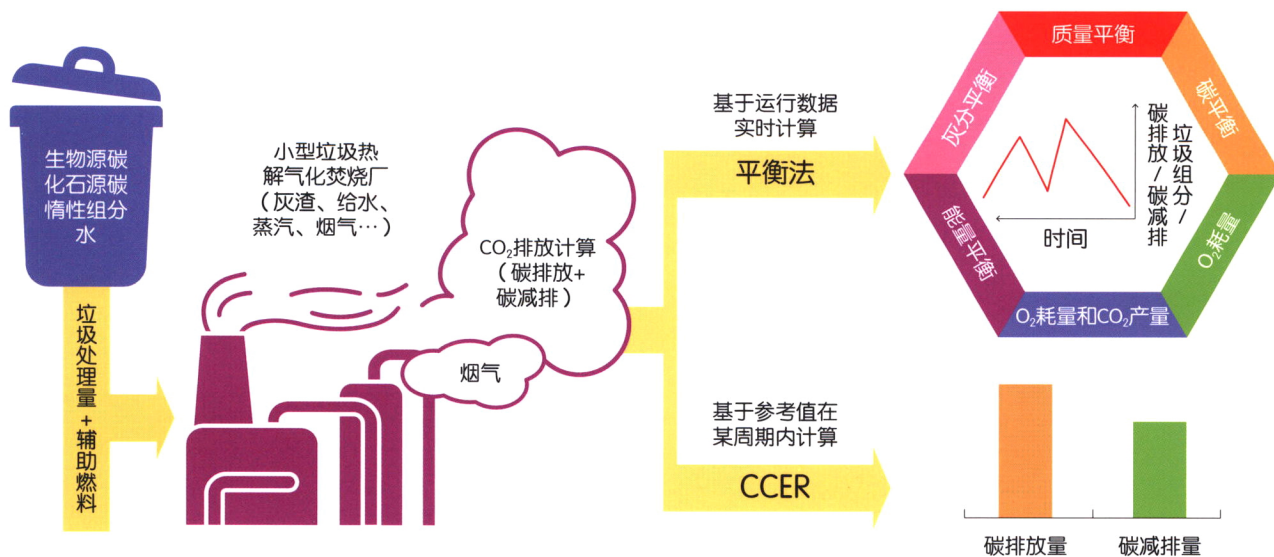 生物源碳
化石源碳
惰性组分
水
垃圾处理量+辅助燃料
小型垃圾热
解气化焚烧厂
（灰渣、给水、
蒸汽、烟气…）
CO₂排放计算
（碳排放+
碳减排）
烟气
基于运行数据
实时计算
平衡法
基于参考值在
某周期内计算
CCER
质量平衡
碳平衡
O₂耗量
O₂耗量和CO₂产量
能量平衡
灰分平衡
垃圾组分/
碳排放/碳减排
时间
碳排放量
碳减排量